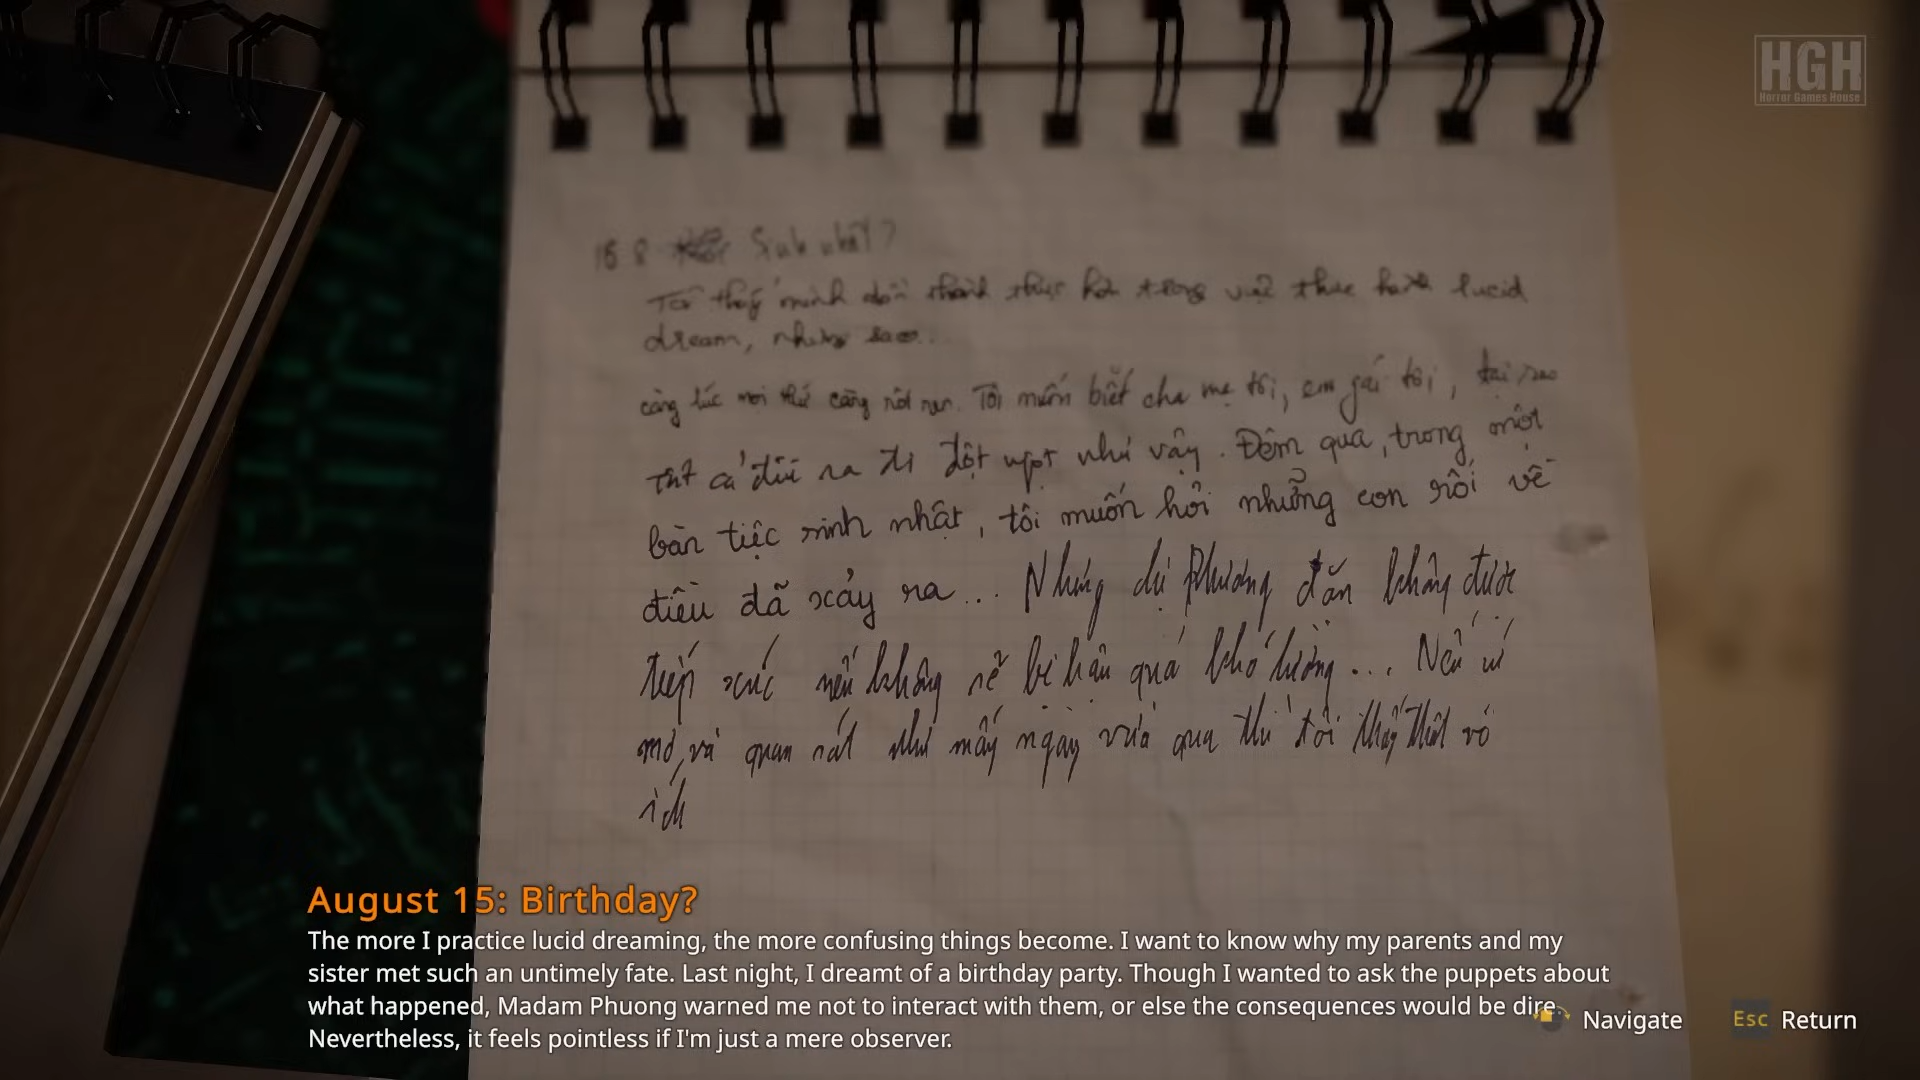 HGH
Horror Games House
15 8 Sinh nhật?
Tôi thấy mình dần thành thục hơn trong việc thực hành lucid
dream, nhưng sao..
càng lúc mọi thứ càng rối ren. Tôi muốn biết cha mẹ tôi, em gái tôi, tại sao
tất cả đều ra đi đột ngột như vậy. Đêm qua, trong một
bàn tiệc sinh nhật, tôi muốn hỏi những con rối về
điều đã xảy ra... Nhưng dì Phương dặn không được
tiếp xúc nếu không sẽ bị hậu quả khó lường... Nếu cứ
mơ và quan sát như mấy ngày vừa qua thì tôi thấy thật vô
ích
August 15: Birthday?
The more I practice lucid dreaming, the more confusing things become. I want to know why my parents and my
sister met such an untimely fate. Last night, I dreamt of a birthday party. Though I wanted to ask the puppets about
what happened, Madam Phuong warned me not to interact with them, or else the consequences would be dire.
Nevertheless, it feels pointless if I'm just a mere observer.
Navigate
Esc Return